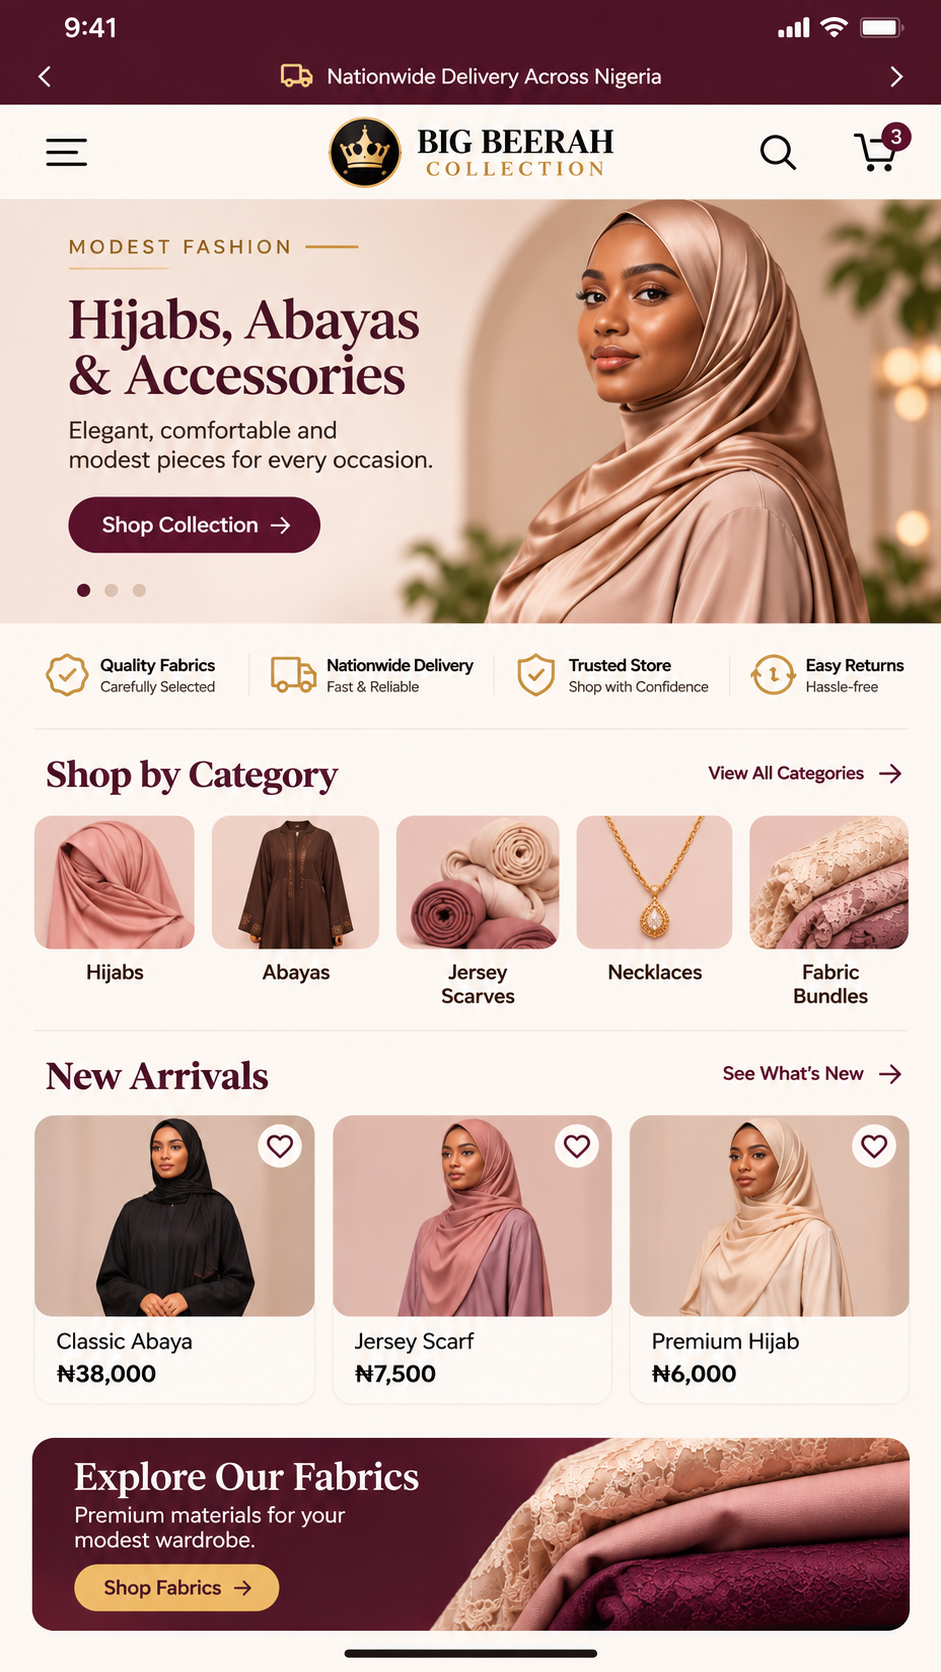 9:41
Nationwide Delivery Across Nigeria
BIG BEERAH
COLLECTION
3
MODEST FASHION
Hijabs, Abayas
& Accessories
Elegant, comfortable and
modest pieces for every occasion.
Shop Collection →
Quality Fabrics
Carefully Selected
Nationwide Delivery
Fast & Reliable
Trusted Store
Shop with Confidence
Easy Returns
Hassle-free
Shop by Category
View All Categories →
Hijabs
Abayas
Jersey
Scarves
Necklaces
Fabric
Bundles
New Arrivals
See What's New →
Classic Abaya
₦38,000
Jersey Scarf
₦7,500
Premium Hijab
₦6,000
Explore Our Fabrics
Premium materials for your
modest wardrobe.
Shop Fabrics →